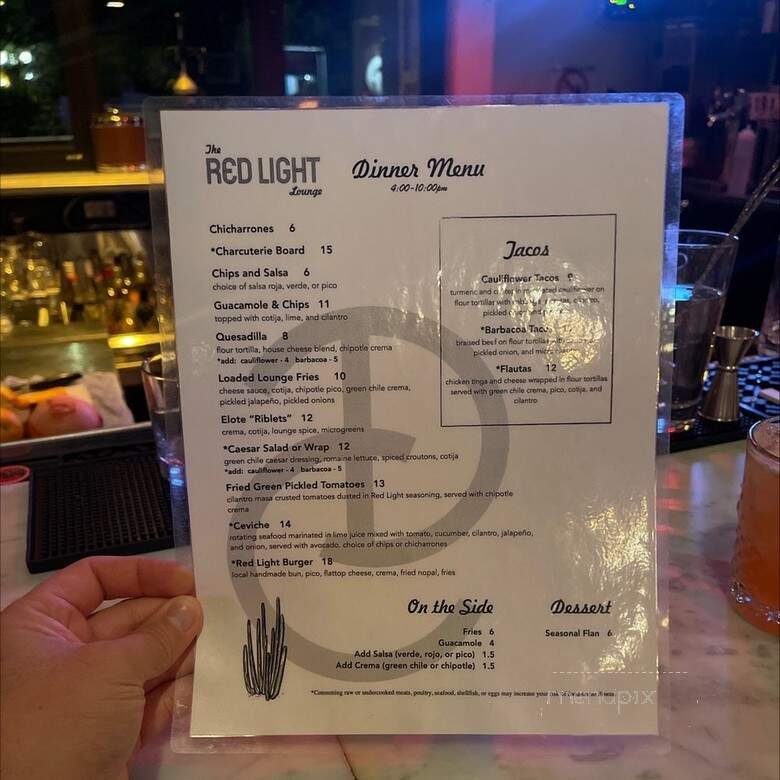 The
RED LIGHT
Lounge
Dinner Menu
4:00-10:00pm
Chicharrones 6
*Charcuterie Board 15
Chips and Salsa 6
choice of salsa roja, verde, or pico
Guacamole & Chips 11
topped with cotija, lime, and cilantro
Quesadilla 8
flour tortilla, house cheese blend, chipotle crema
*add: cauliflower - 4 barbacoa - 5
Loaded Lounge Fries 10
cheese sauce, cotija, chipotle pico, green chile crema,
pickled jalapeño, pickled onions
Elote "Riblets" 12
crema, cotija, lounge spice, microgreens
*Caesar Salad or Wrap 12
green chile caesar dressing, romaine lettuce, spiced croutons, cotija
*add: cauliflower - 4 barbacoa - 5
Fried Green Pickled Tomatoes 13
cilantro masa crusted tomatoes dusted in Red Light seasoning, served with chipotle
crema
*Ceviche 14
rotating seafood marinated in lime juice mixed with tomato, cucumber, cilantro, jalapeño,
and onion, served with avocado. choice of chips or chicharrones
*Red Light Burger 18
local handmade bun, pico, flattop cheese, crema, fried nopal, fries
Tacos
Cauliflower Tacos
turmeric and cauliflower on
flour tortillas with
pickled
*Barbacoa
braised beef on flour tortillas
pickled onion, and
*Flautas 12
chicken tinga and cheese wrapped in flour tortillas
served with green chile crema, pico, cotija, and
cilantro
On the Side
Fries 6
Guacamole 4
Add Salsa (verde, rojo, or pico) 1.5
Add Crema (green chile or chipotle) 1.5
Dessert
Seasonal Flan 6
*Consuming raw or undercooked meats, poultry, seafood, shellfish, or eggs may increase your
menupix